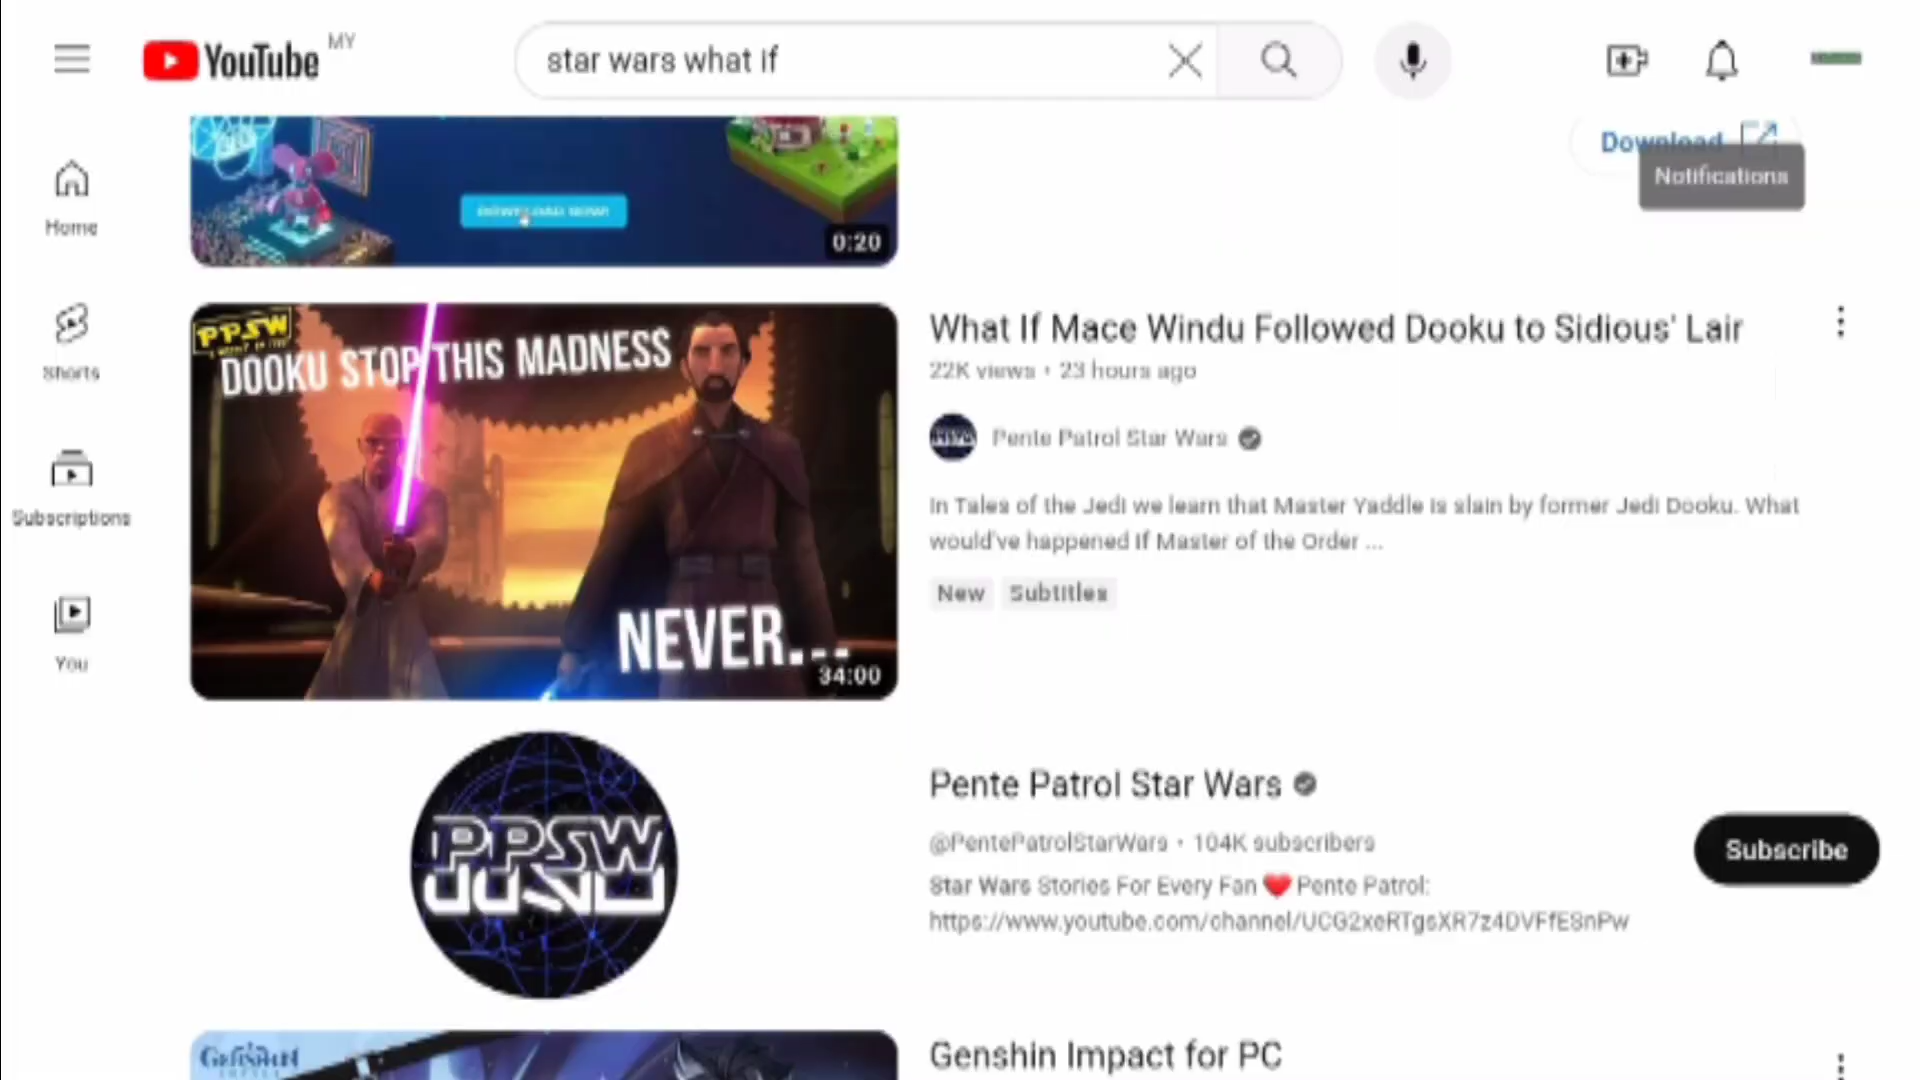 YouTube MY
star wars what if
Download
Notifications
Home
Shorts
Subscriptions
You
DOWNLOAD NOW!
0:20
PPSW
DOOKU STOP THIS MADNESS
NEVER...
34:00
What If Mace Windu Followed Dooku to Sidious' Lair
22K views • 23 hours ago
Pente Patrol Star Wars
In Tales of the Jedi we learn that Master Yaddle is slain by former Jedi Dooku. What
would've happened if Master of the Order ...
New Subtitles
PPSW
Pente Patrol Star Wars
@PentePatrolStarWars • 104K subscribers
Star Wars Stories For Every Fan ❤️ Pente Patrol:
https://www.youtube.com/channel/UCG2xeRTgsXR7z4DVFfESnPw
Subscribe
GENSHIN
IMPACT
Genshin Impact for PC